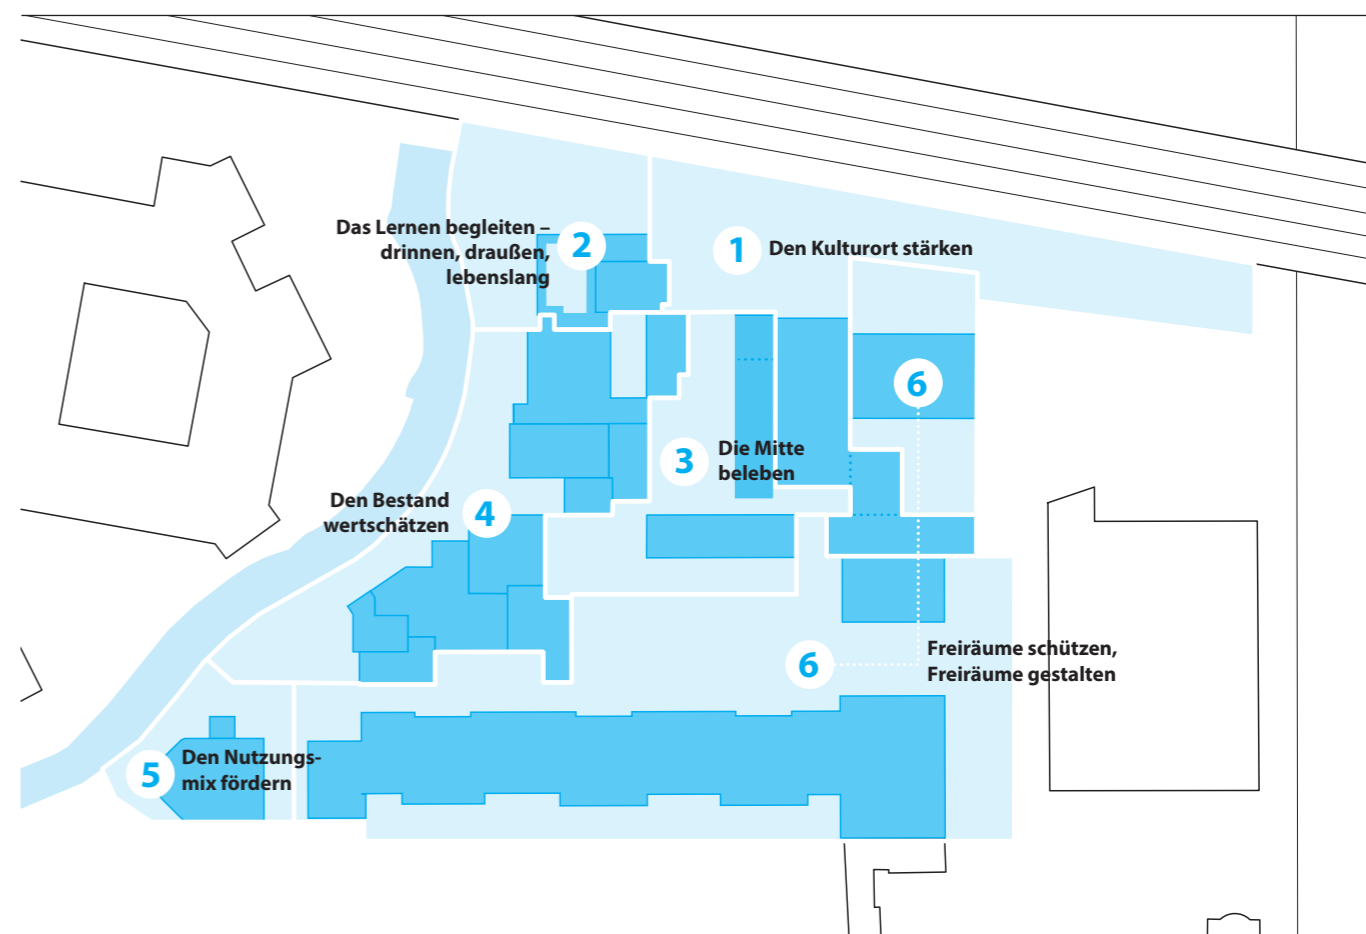 1
Den Kulturort stärken
2
Das Lernen begleiten –
drinnen, draußen,
lebenslang
6
3
Die Mitte
beleben
4
Den Bestand
wertschätzen
6
Freiräume schützen,
Freiräume gestalten
5
Den Nutzungs-
mix fördern